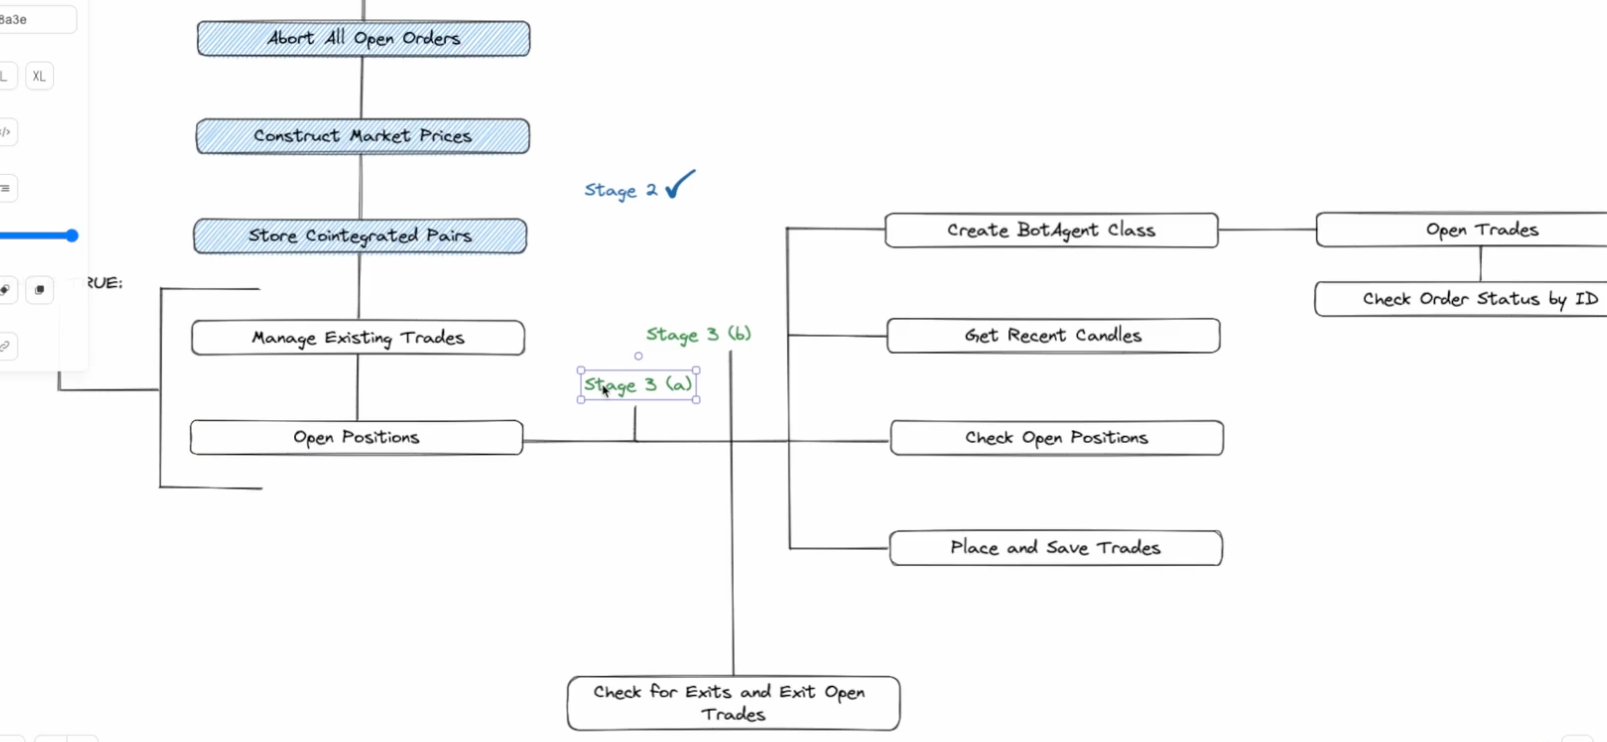 8a3e
L
XL
</>
Abort All Open Orders
Construct Market Prices
Stage 2
Store Cointegrated Pairs
Create BotAgent Class
Open Trades
RUE:
Check Order Status by ID
Manage Existing Trades
Stage 3 (b)
Get Recent Candles
Stage 3 (a)
Open Positions
Check Open Positions
Place and Save Trades
Check for Exits and Exit Open
Trades